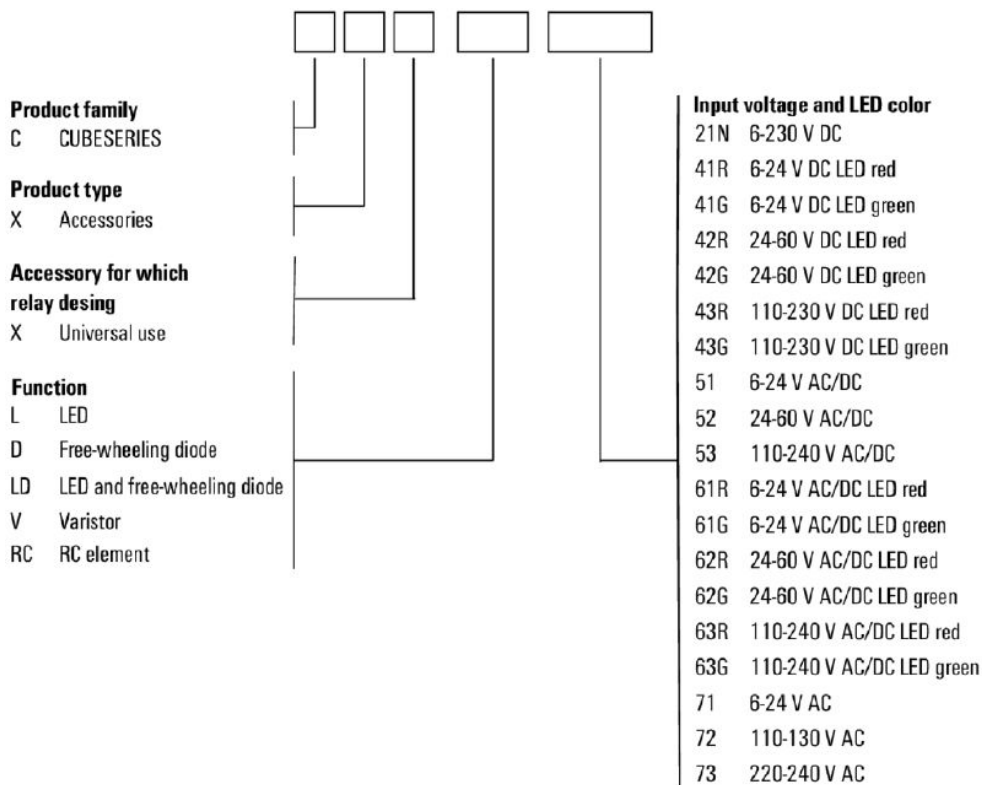 Product family
C CUBESERIES
Product type
X Accessories
Accessory for which
relay desing
X Universal use
Function
L LED
D Free-wheeling diode
LD LED and free-wheeling diode
V Varistor
RC RC element
Input voltage and LED color
21N 6-230 V DC
41R 6-24 V DC LED red
41G 6-24 V DC LED green
42R 24-60 V DC LED red
42G 24-60 V DC LED green
43R 110-230 V DC LED red
43G 110-230 V DC LED green
51 6-24 V AC/DC
52 24-60 V AC/DC
53 110-240 V AC/DC
61R 6-24 V AC/DC LED red
61G 6-24 V AC/DC LED green
62R 24-60 V AC/DC LED red
62G 24-60 V AC/DC LED green
63R 110-240 V AC/DC LED red
63G 110-240 V AC/DC LED green
71 6-24 V AC
72 110-130 V AC
73 220-240 V AC